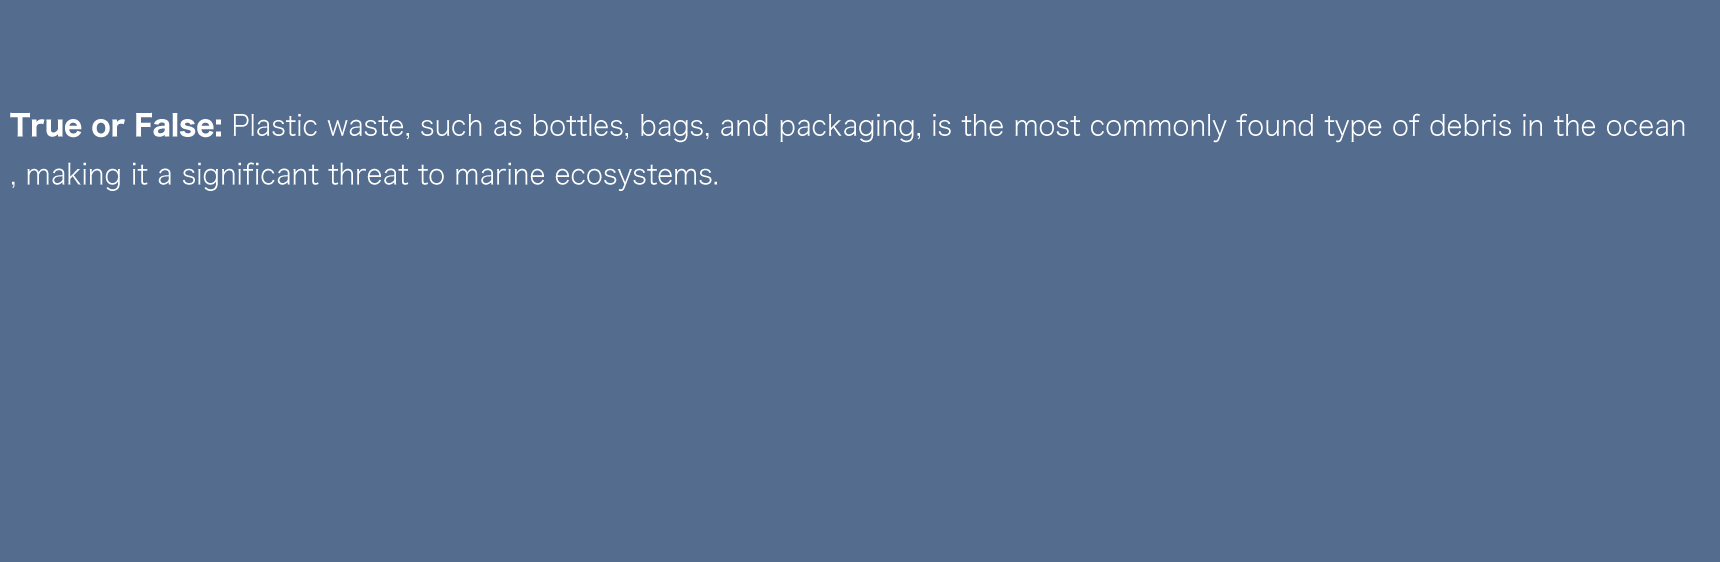 True or False: Plastic waste, such as bottles, bags, and packaging, is the most commonly found type of debris in the ocean
, making it a significant threat to marine ecosystems.